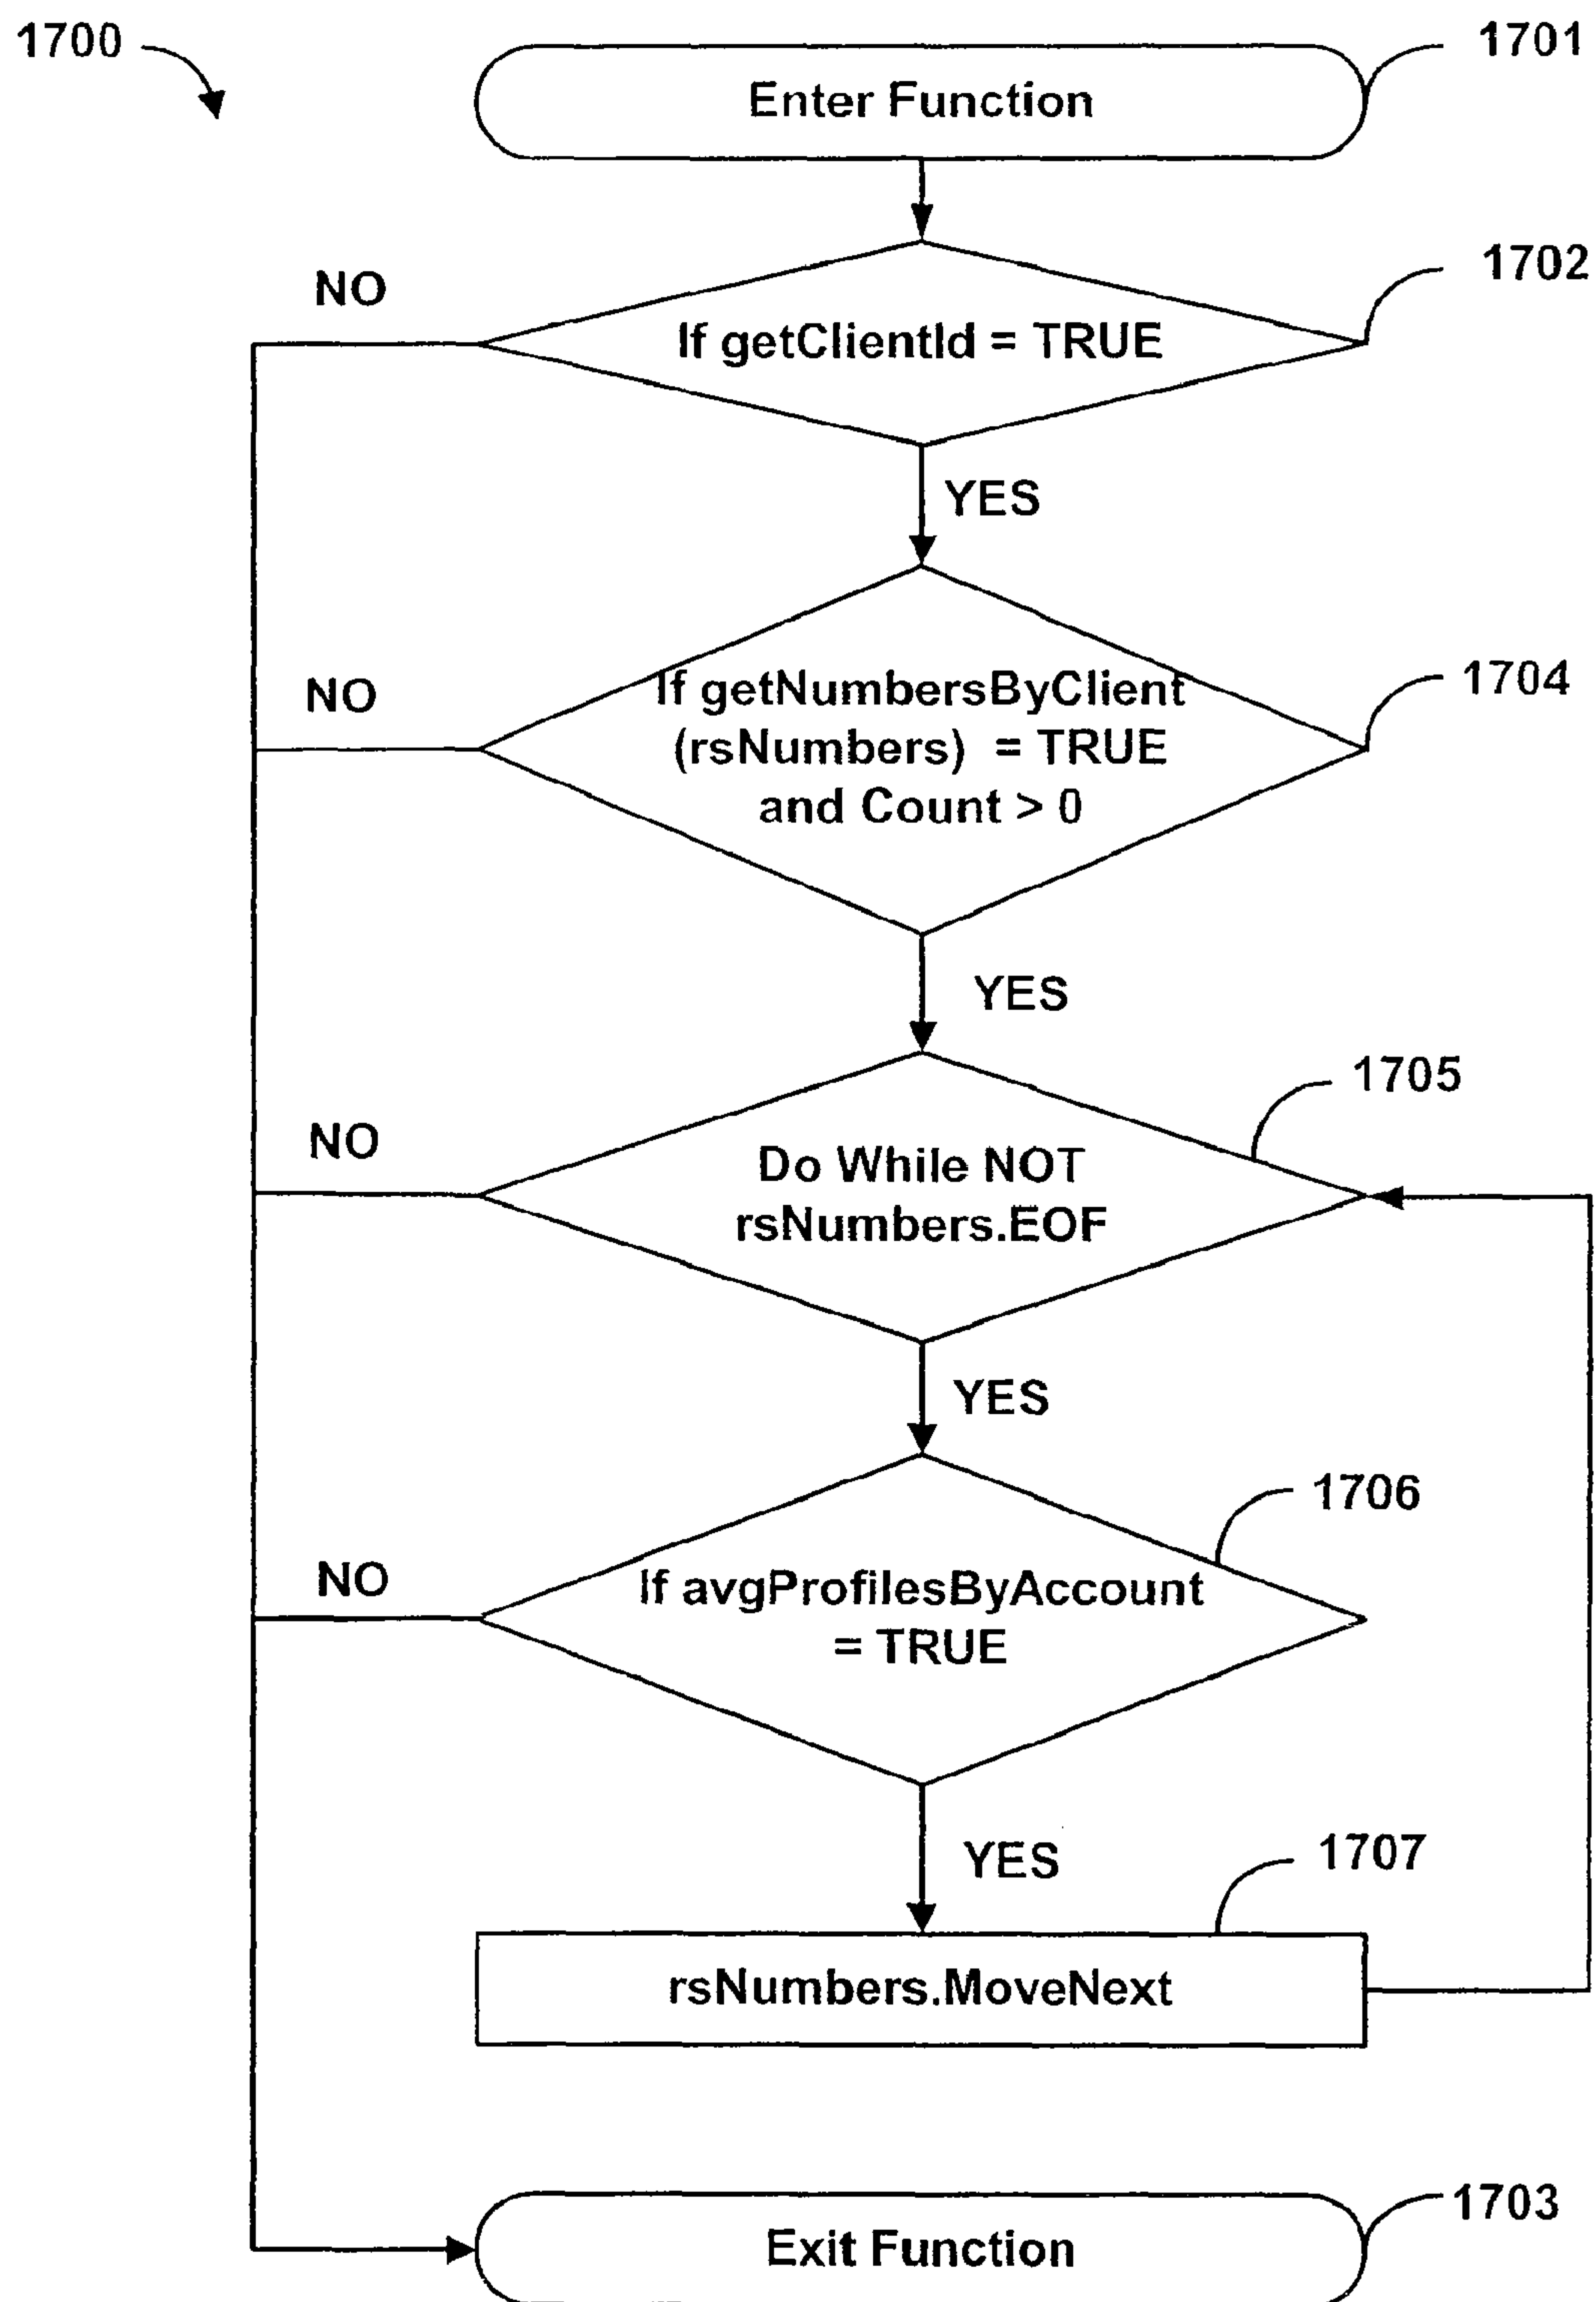 1700
1701
Enter Function
1702
NO
If getClientId = TRUE
YES
NO
If getNumbersByClient
(rsNumbers) = TRUE
and Count > 0
1704
YES
1705
NO
Do While NOT
rsNumbers.EOF
YES
1706
NO
If avgProfilesByAccount
= TRUE
YES
1707
rsNumbers.MoveNext
1703
Exit Function